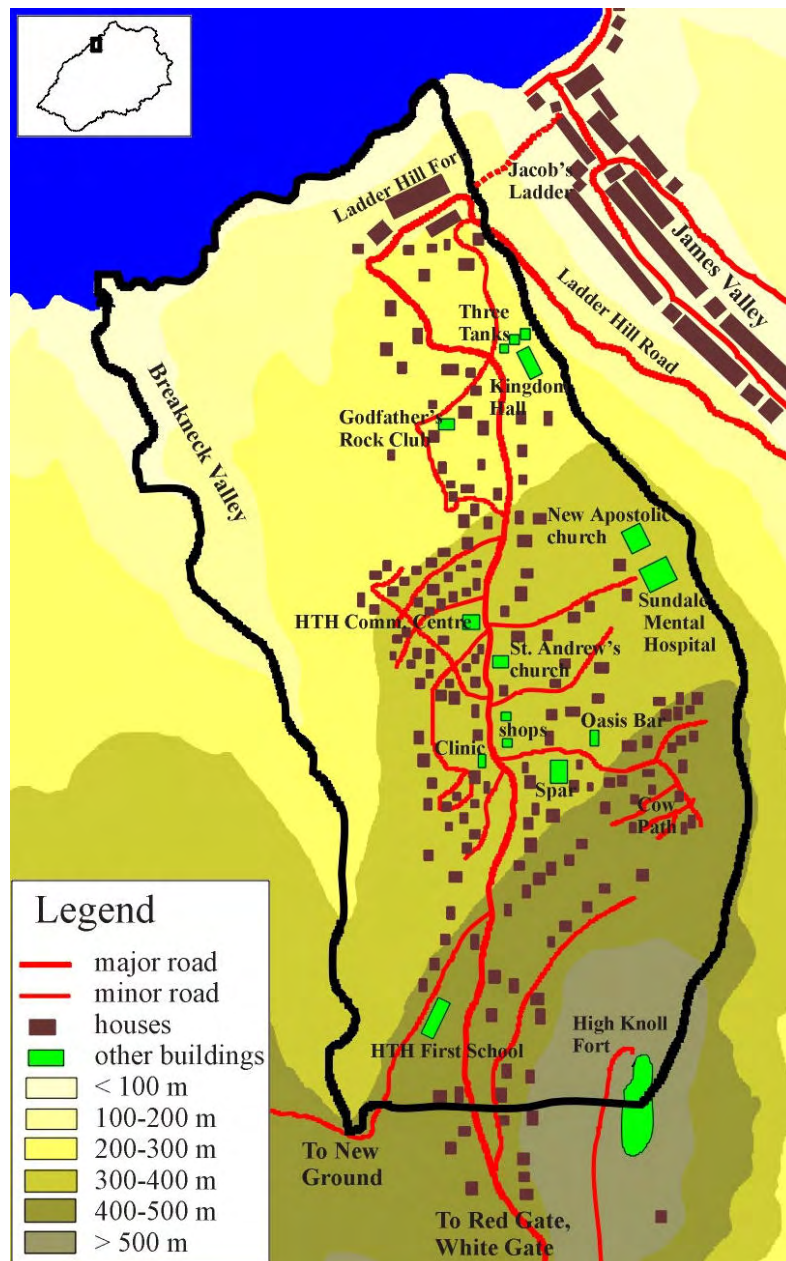 Ladder Hill For
Jacob's
Ladder
James Valley
Ladder Hill Road
Three
Tanks
Kingdom
Hall
Breakneck Valley
Godfather's
Rock Club
New Apostolic
church
Sundale
Mental
Hospital
HTH Comm. Centre
St. Andrew's
church
Oasis Bar
shops
Clinic
Spar
Cow
Path
Legend
major road
minor road
houses
other buildings
< 100 m
100-200 m
200-300 m
300-400 m
400-500 m
> 500 m
High Knoll
Fort
HTH First School
To New
Ground
To Red Gate,
White Gate